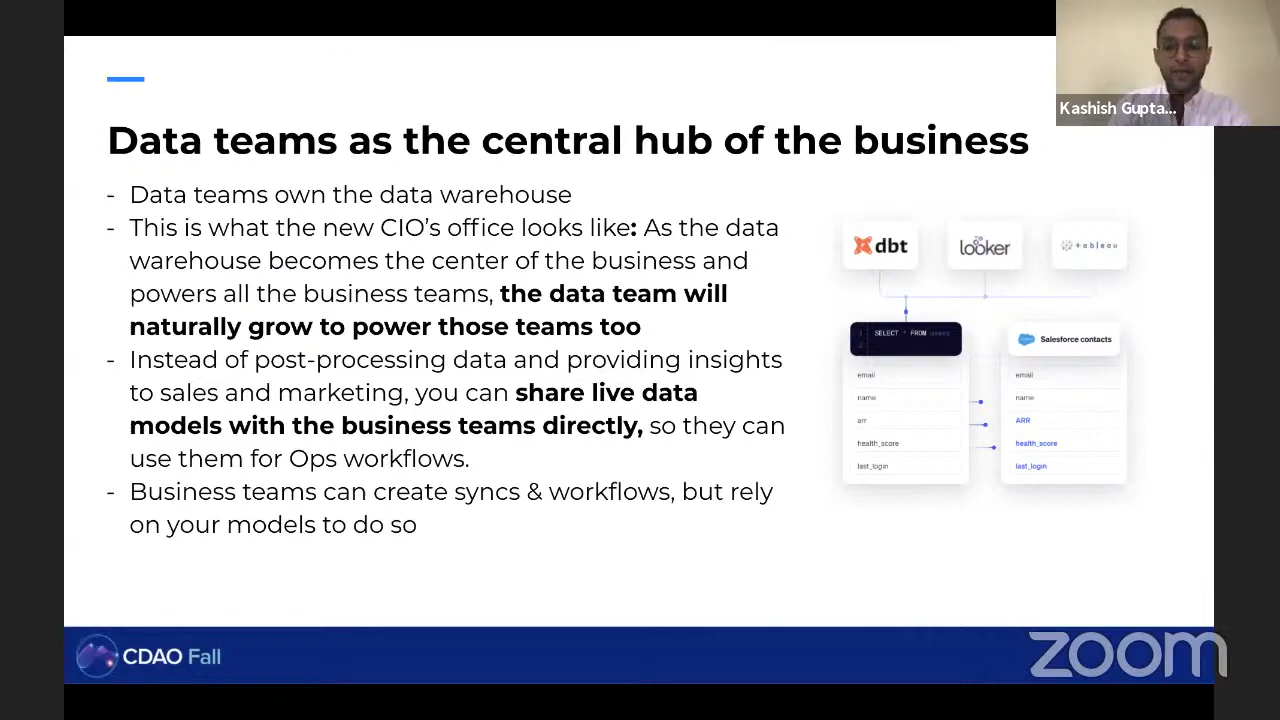 Kashish Gupta...
Data teams as the central hub of the business
- Data teams own the data warehouse
- This is what the new CIO’s office looks like: As the data
warehouse becomes the center of the business and
powers all the business teams, the data team will
naturally grow to power those teams too
- Instead of post-processing data and providing insights
to sales and marketing, you can share live data
models with the business teams directly, so they can
use them for Ops workflows.
- Business teams can create syncs & workflows, but rely
on your models to do so
dbt
looker
tableau
1 SELECT * FROM users
2
email
name
arr
health_score
last_login
Salesforce contacts
email
name
ARR
health_score
last_login
CDAO Fall
zoom